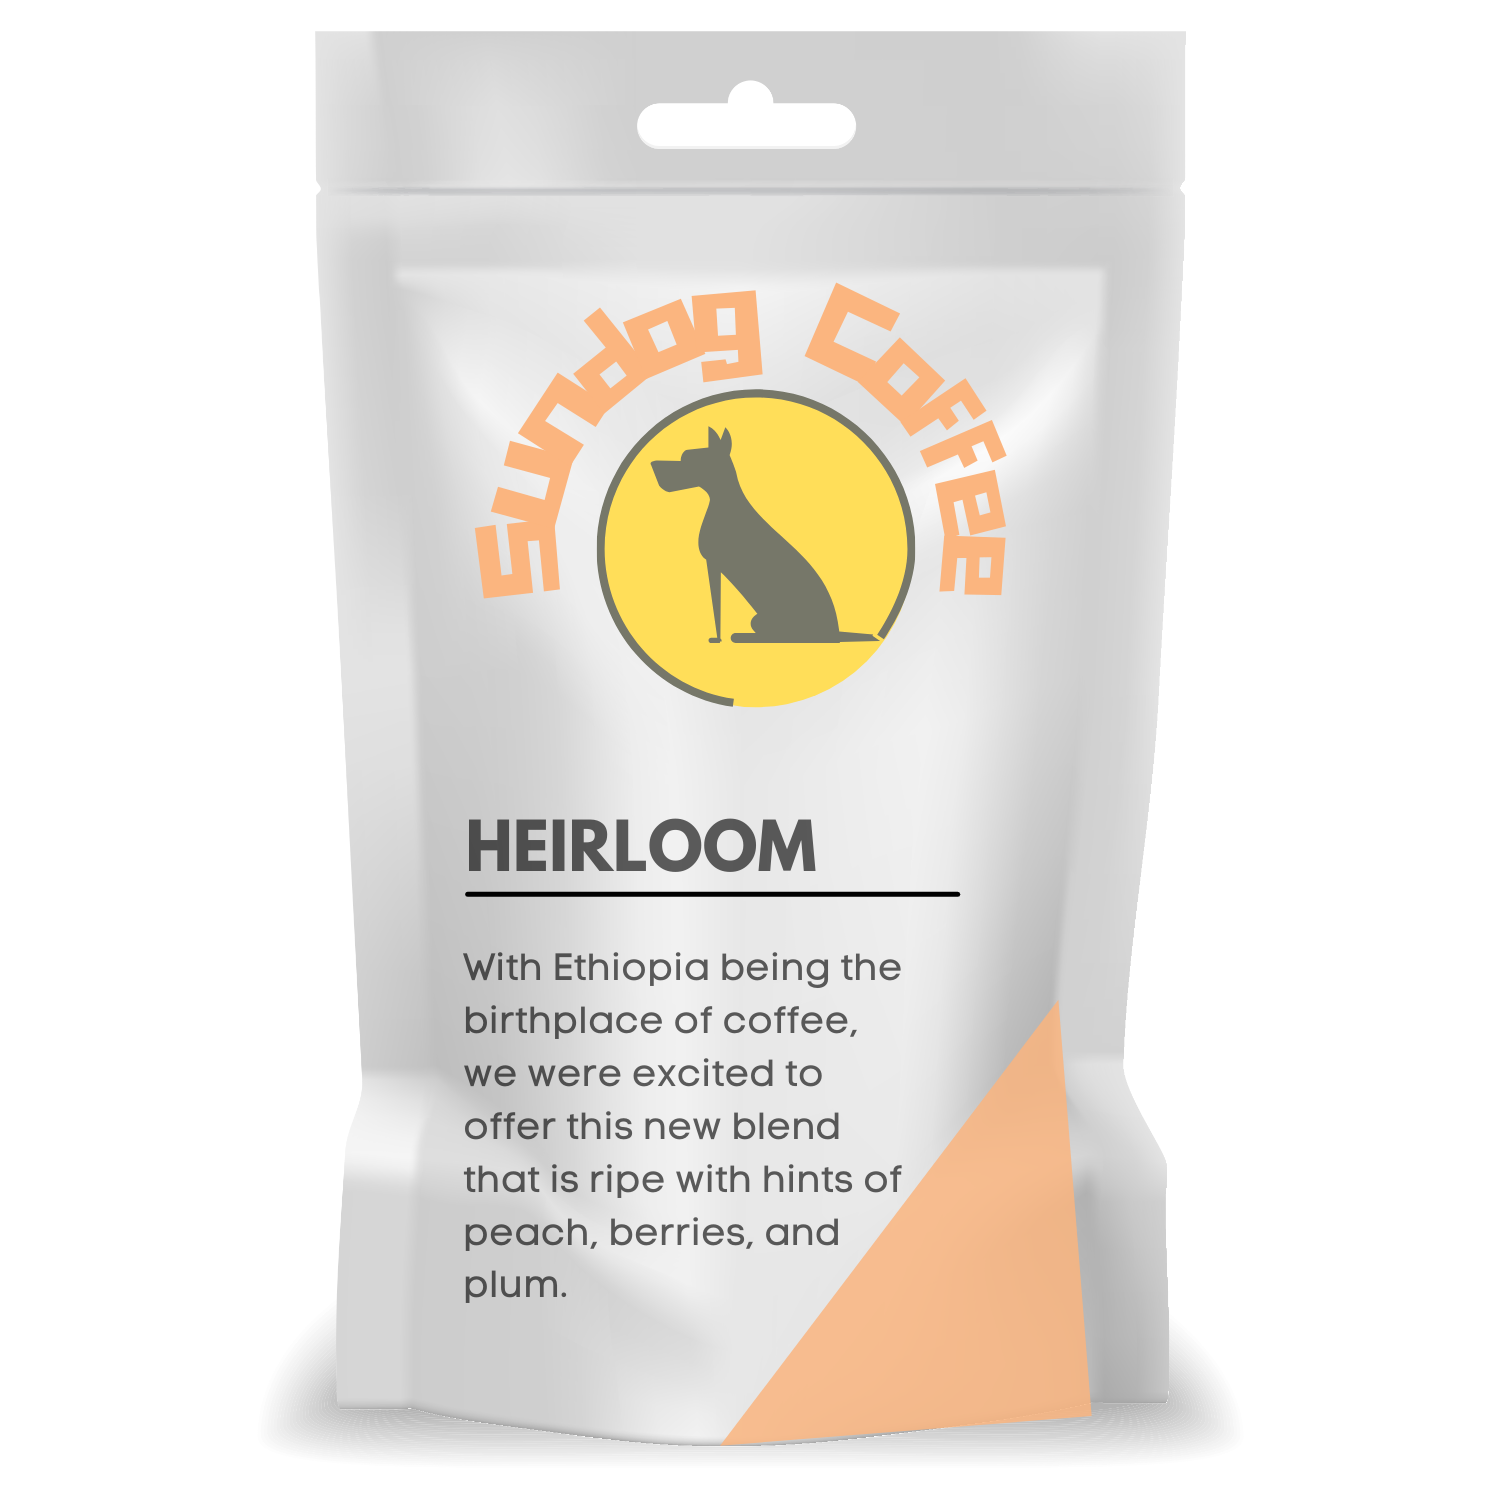 Sundog Coffee
HEIRLOOM
With Ethiopia being the
birthplace of coffee,
we were excited to
offer this new blend
that is ripe with hints of
peach, berries, and
plum.